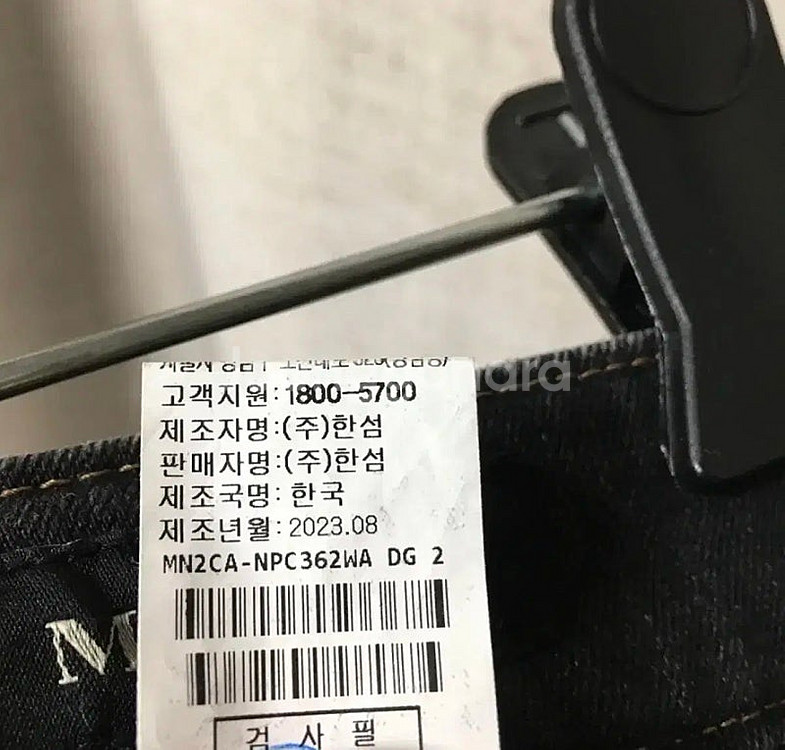 고객지원:1800-5700
제조자명:(주)한섬
판매자명:(주)한섬
제조국명: 한국
제조년월: 2023.08
MN2CA-NPC362WA DG 2
검 사 필
M